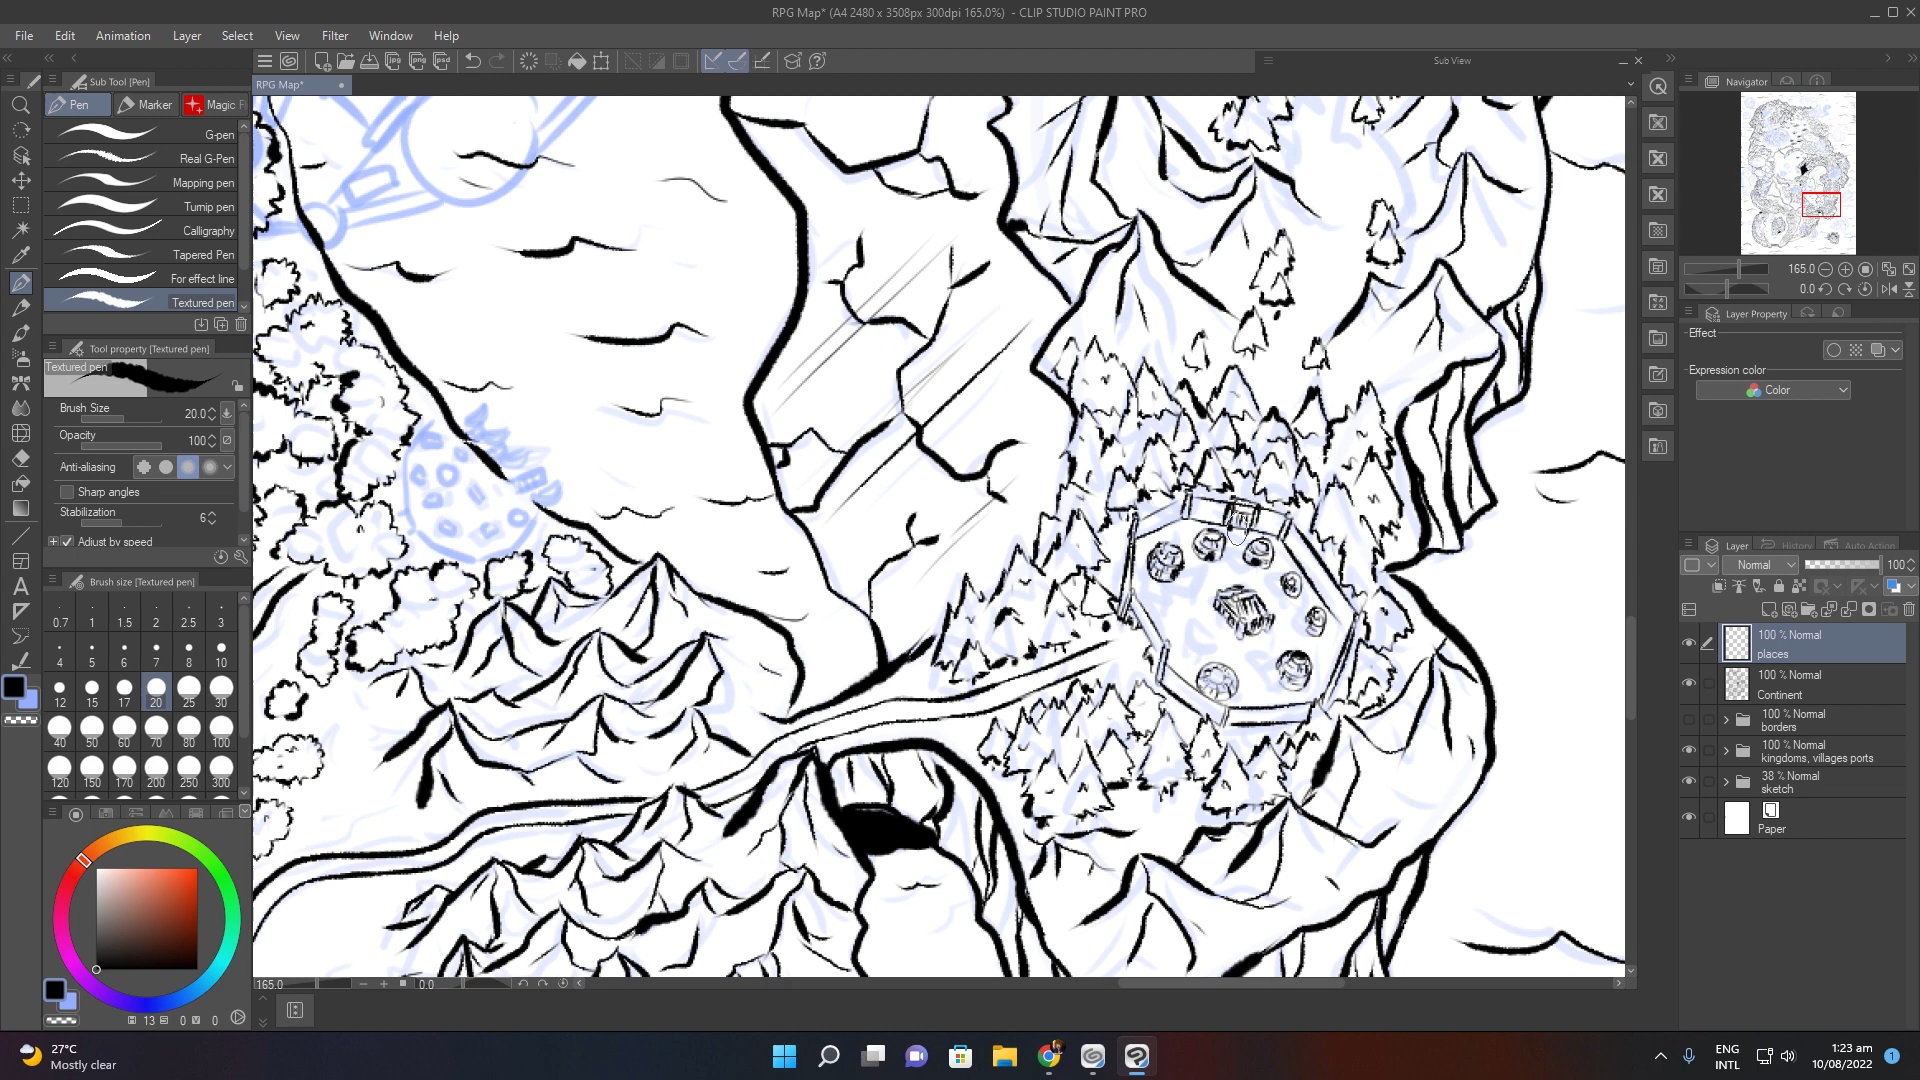 RPG Map* (A4 2480 x 3508px 300dpi 165.0%)  - CLIP STUDIO PAINT PRO
File Edit Animation Layer Select View Filter Window Help
Sub View
Sub Tool [Pen]
Navigator
RPG Map*
Pen Marker Magic
G-pen
Real G-Pen
Mapping pen
Turnip pen
Calligraphy
Tapered Pen
For effect line
Textured pen
165.0
0.0
Layer Property
Effect
Expression color
Color
Tool property [Textured pen]
Textured pen
Brush Size 20.0
Opacity 100
Anti-aliasing
Sharp angles
Stabilization 6
Adjust by speed
Brush size [Textured pen]
0.7 1 1.5 2 2.5 3
4 5 6 7 8 10
12 15 17 20 25 30
40 50 60 70 80 100
120 150 170 200 250 300
Layer History Auto Action
Normal 100
100 % Normal
places
100 % Normal
Continent
100 % Normal
borders
100 % Normal
kingdoms, villages ports
38 % Normal
sketch
Paper
165.0 0.0
13 0 0
27°C
Mostly clear
ENG
INTL
1:23 am
10/08/2022
1